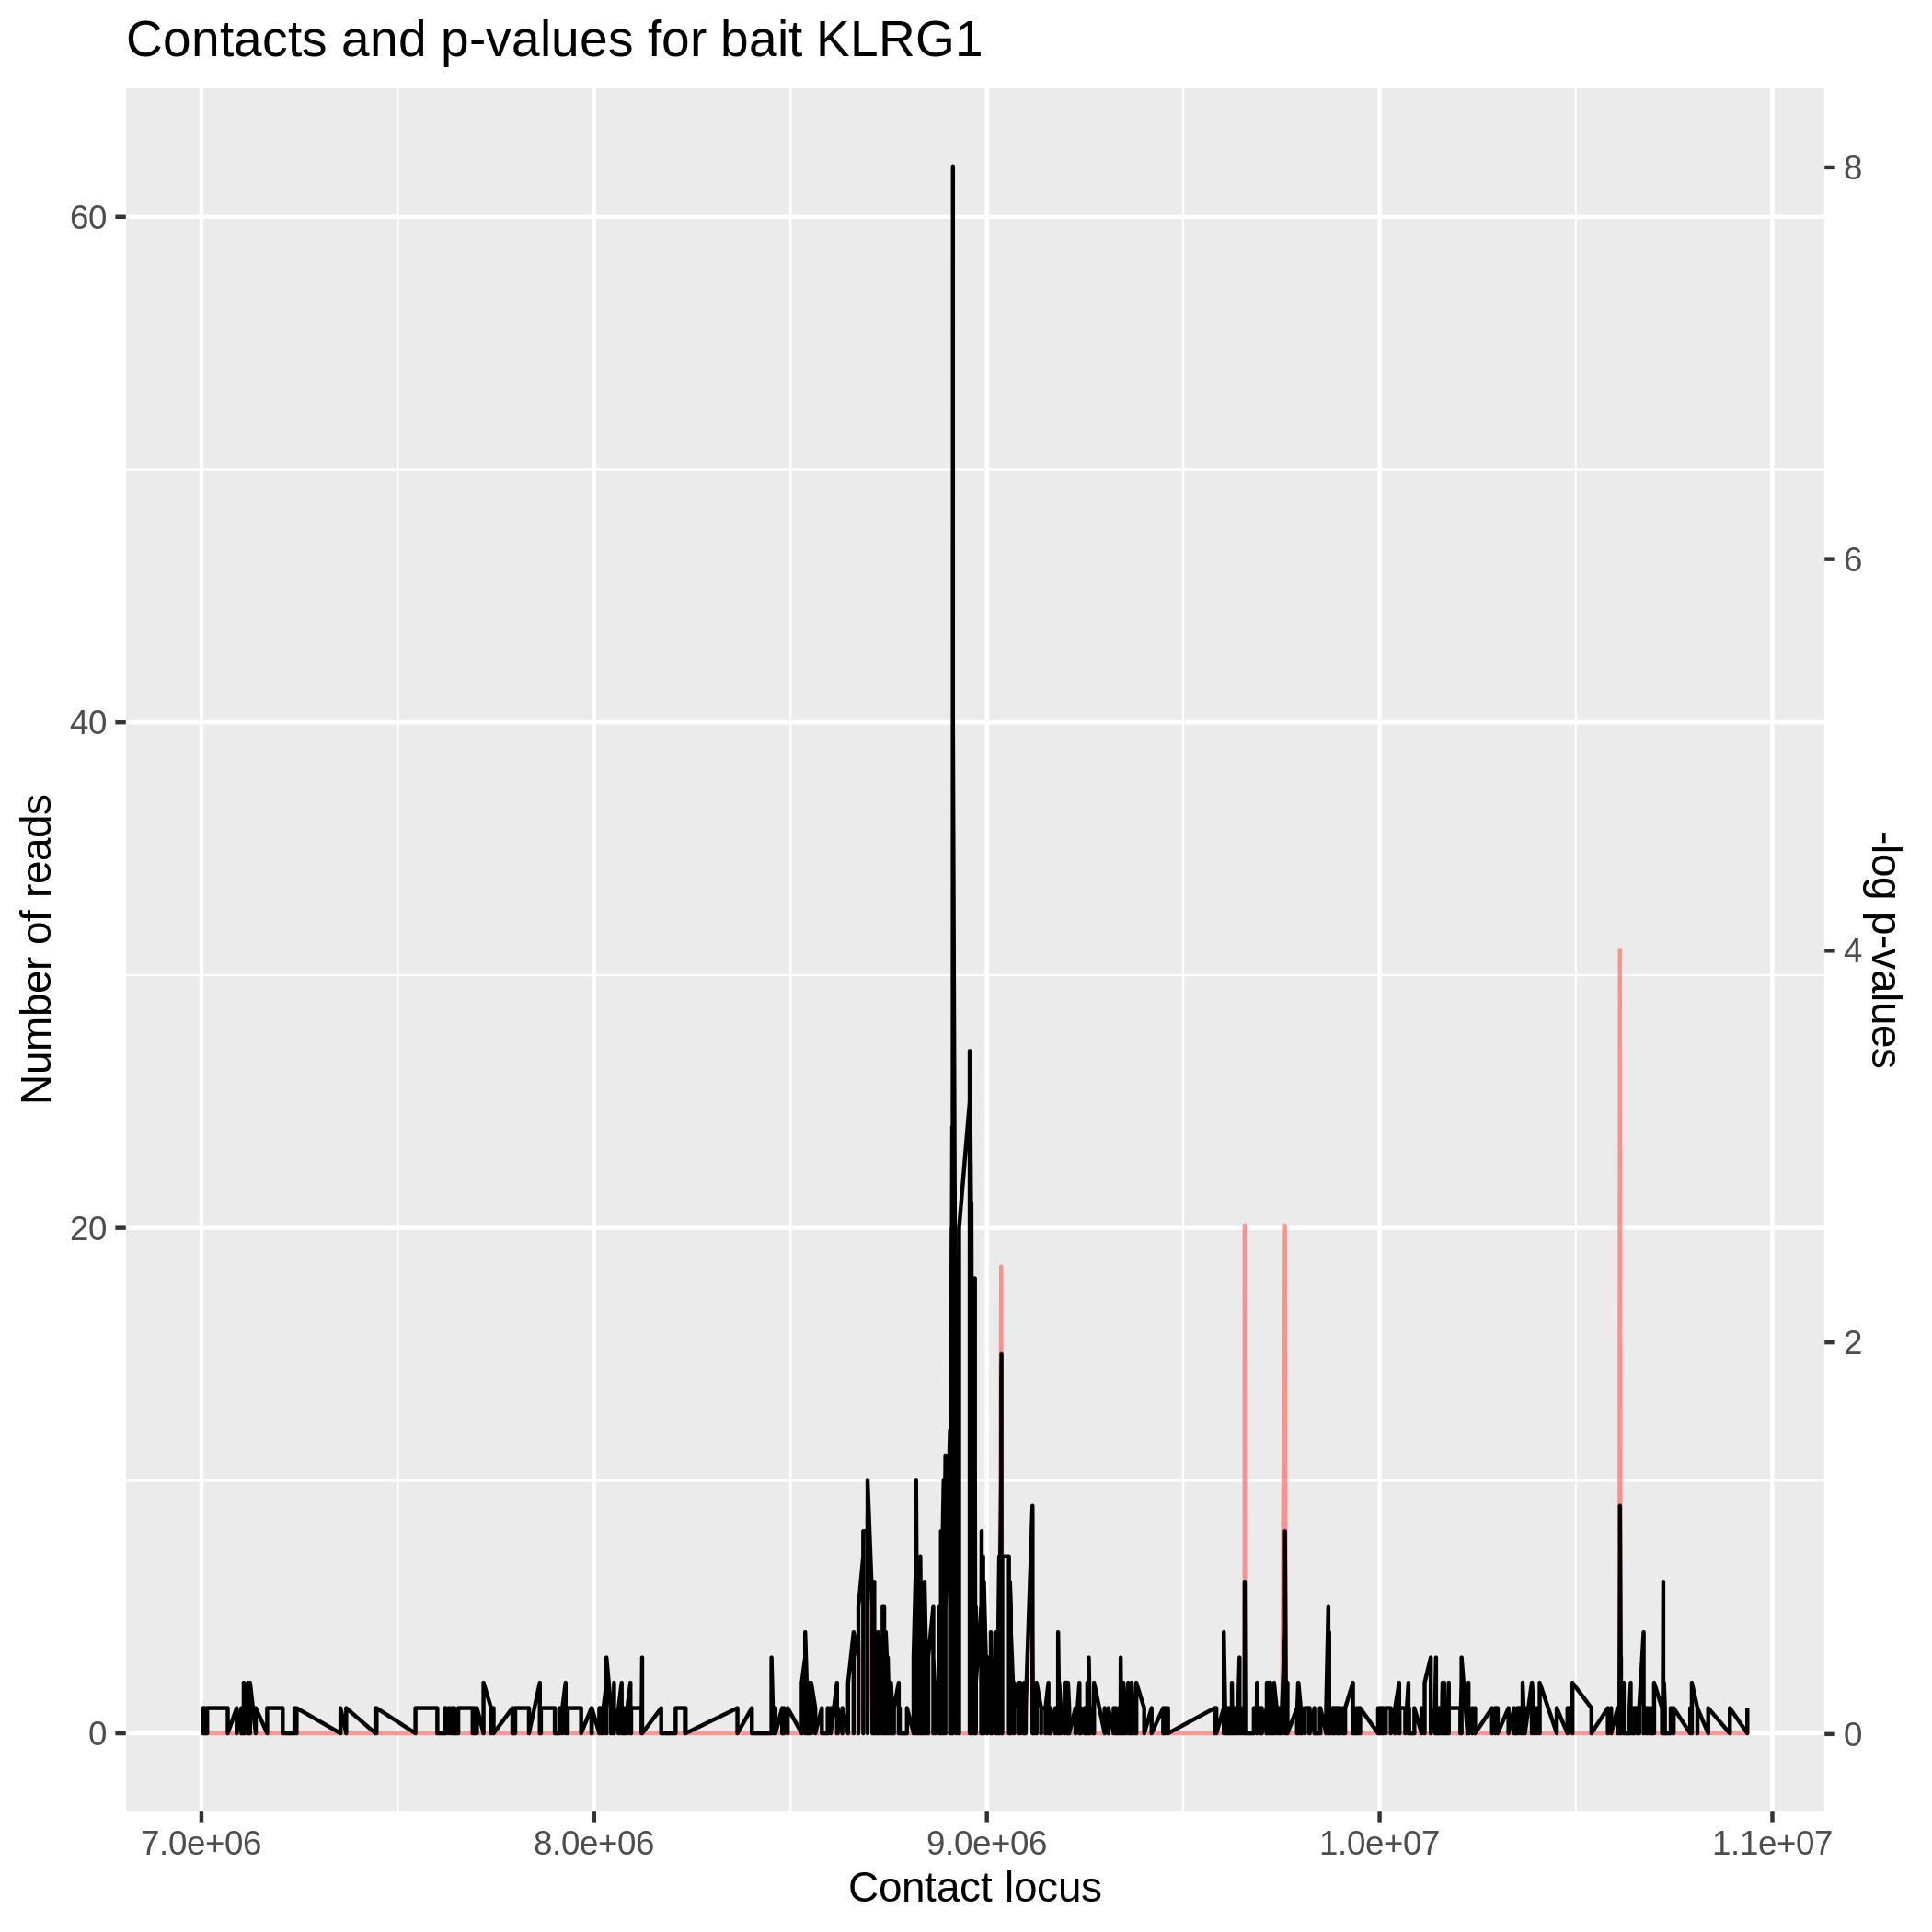 Contacts and p-values for bait KLRG1
60
40
20
0
8
6
4
2
0
Number of reads
-log p-values
7.0e+06
8.0e+06
9.0e+06
1.0e+07
1.1e+07
Contact locus